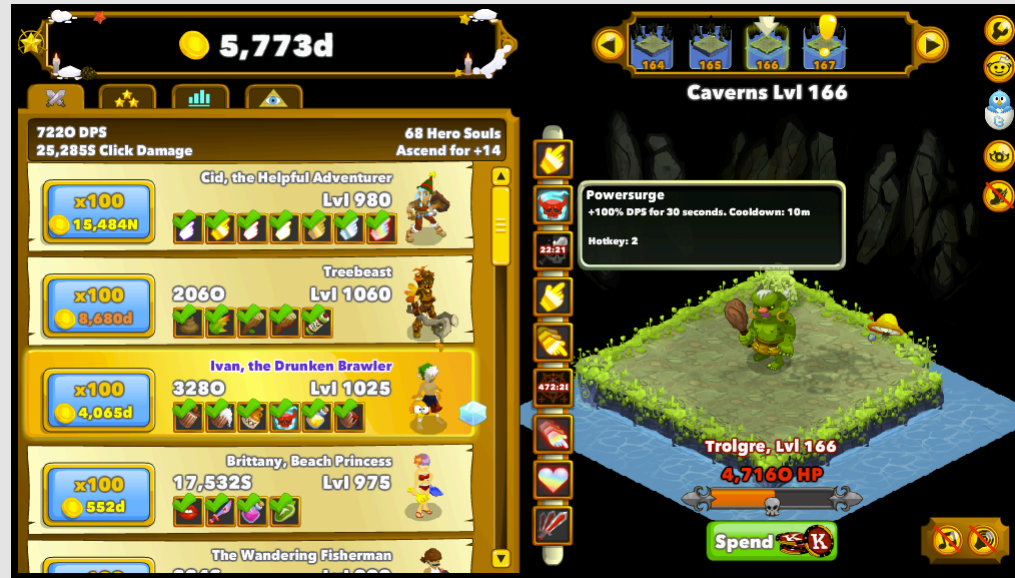 5,773d
7220 DPS
25,285S Click Damage
68 Hero Souls
Ascend for +14
Cid, the Helpful Adventurer
x100
15,484N
Lvl 980
Treebeast
x100
8,680d
206O
Lvl 1060
Ivan, the Drunken Brawler
x100
4,065d
328O
Lvl 1025
Brittany, Beach Princess
x100
552d
17,532S
Lvl 975
The Wandering Fisherman
164
165
166
167
Caverns Lvl 166
22:21
Powersurge
+100% DPS for 30 seconds. Cooldown: 10m
Hotkey: 2
Trolgre, Lvl 166
4,716O HP
Spend
K